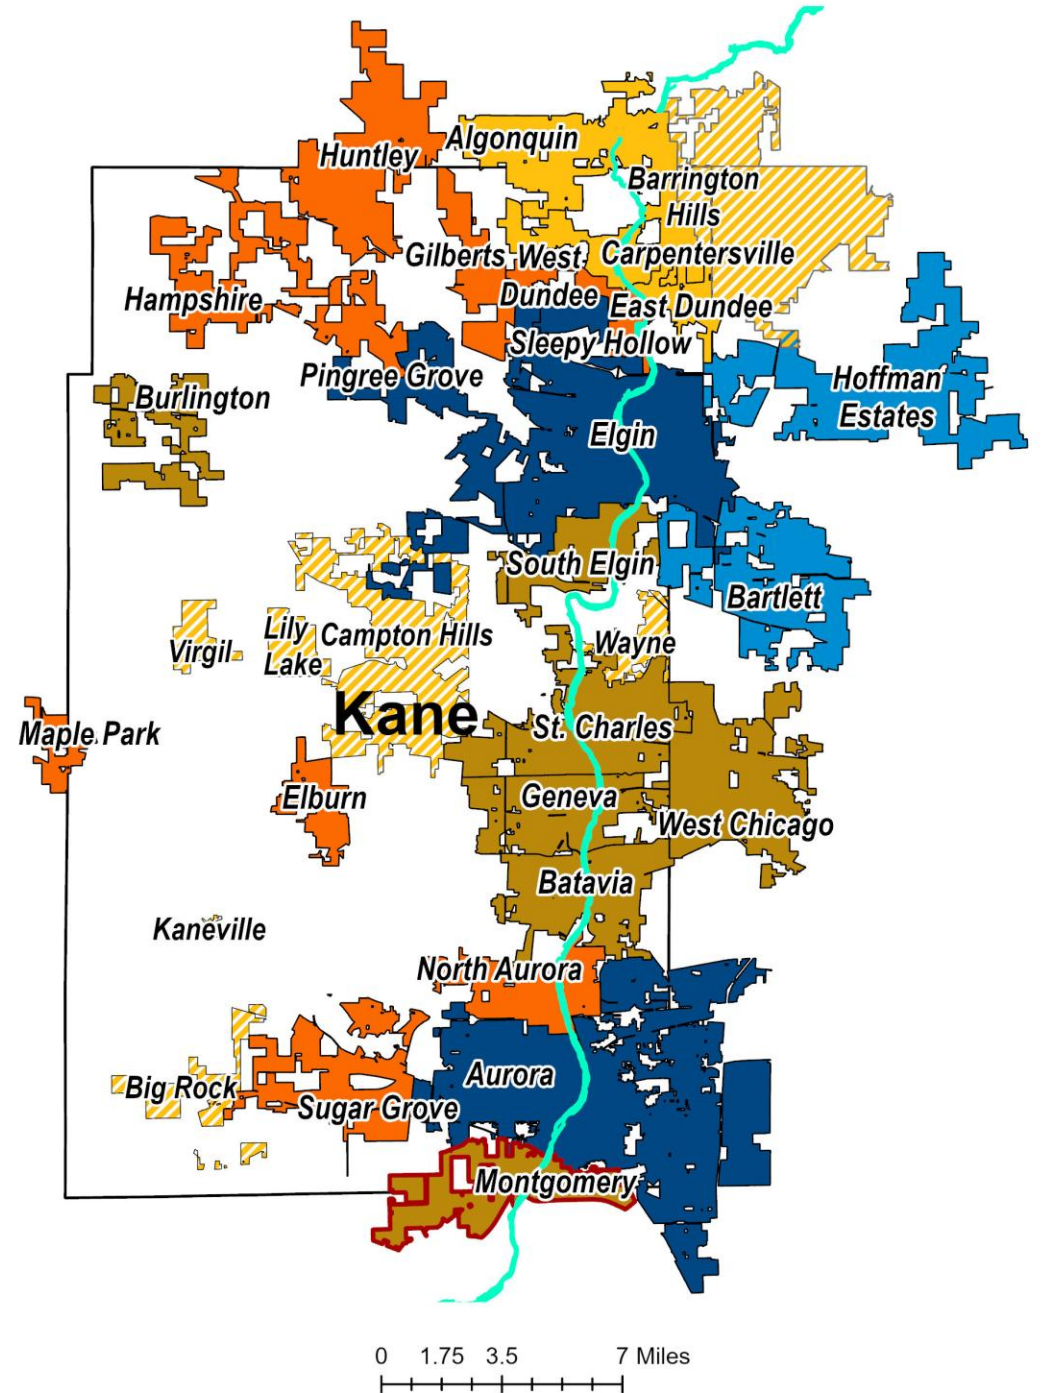 Algonquin
Huntley
Barrington
Hills
Gilberts
West
Dundee
Carpentersville
Hampshire
East Dundee
Sleepy Hollow
Pingree Grove
Hoffman
Estates
Burlington
Elgin
South Elgin
Bartlett
Virgil
Lily
Lake
Campton Hills
Wayne
Kane
St. Charles
Maple Park
Elburn
Geneva
West Chicago
Batavia
Kaneville
North Aurora
Aurora
Big Rock
Sugar Grove
Montgomery
0 1.75 3.5 7 Miles